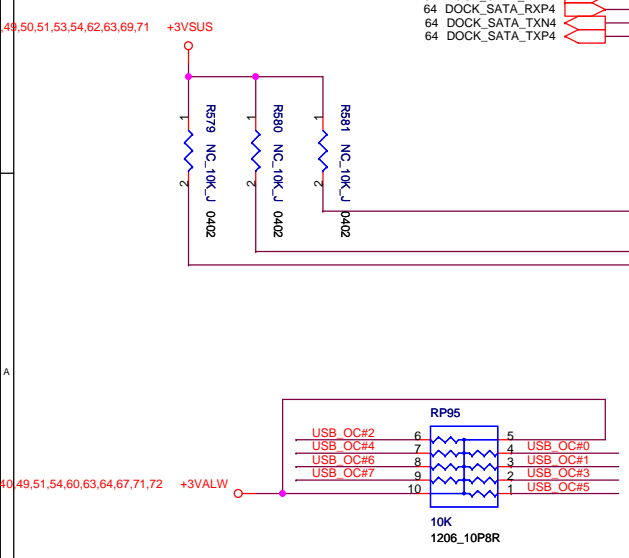 64 DOCK_SATA_RXP4
64 DOCK_SATA_TXN4
64 DOCK_SATA_TXP4
,49,50,51,53,54,62,63,69,71 +3VSUS
1 R579 NC_10K_J 0402 2
1 R580 NC_10K_J 0402 2
1 R581 NC_10K_J 0402 2
A
RP95
USB_OC#2 6 5
USB_OC#4 7 4 USB_OC#0
USB_OC#6 8 3 USB_OC#1
USB_OC#7 9 2 USB_OC#3
40,49,51,54,60,63,64,67,71,72 +3VALW 10 1 USB_OC#5
10K
1206_10P8R